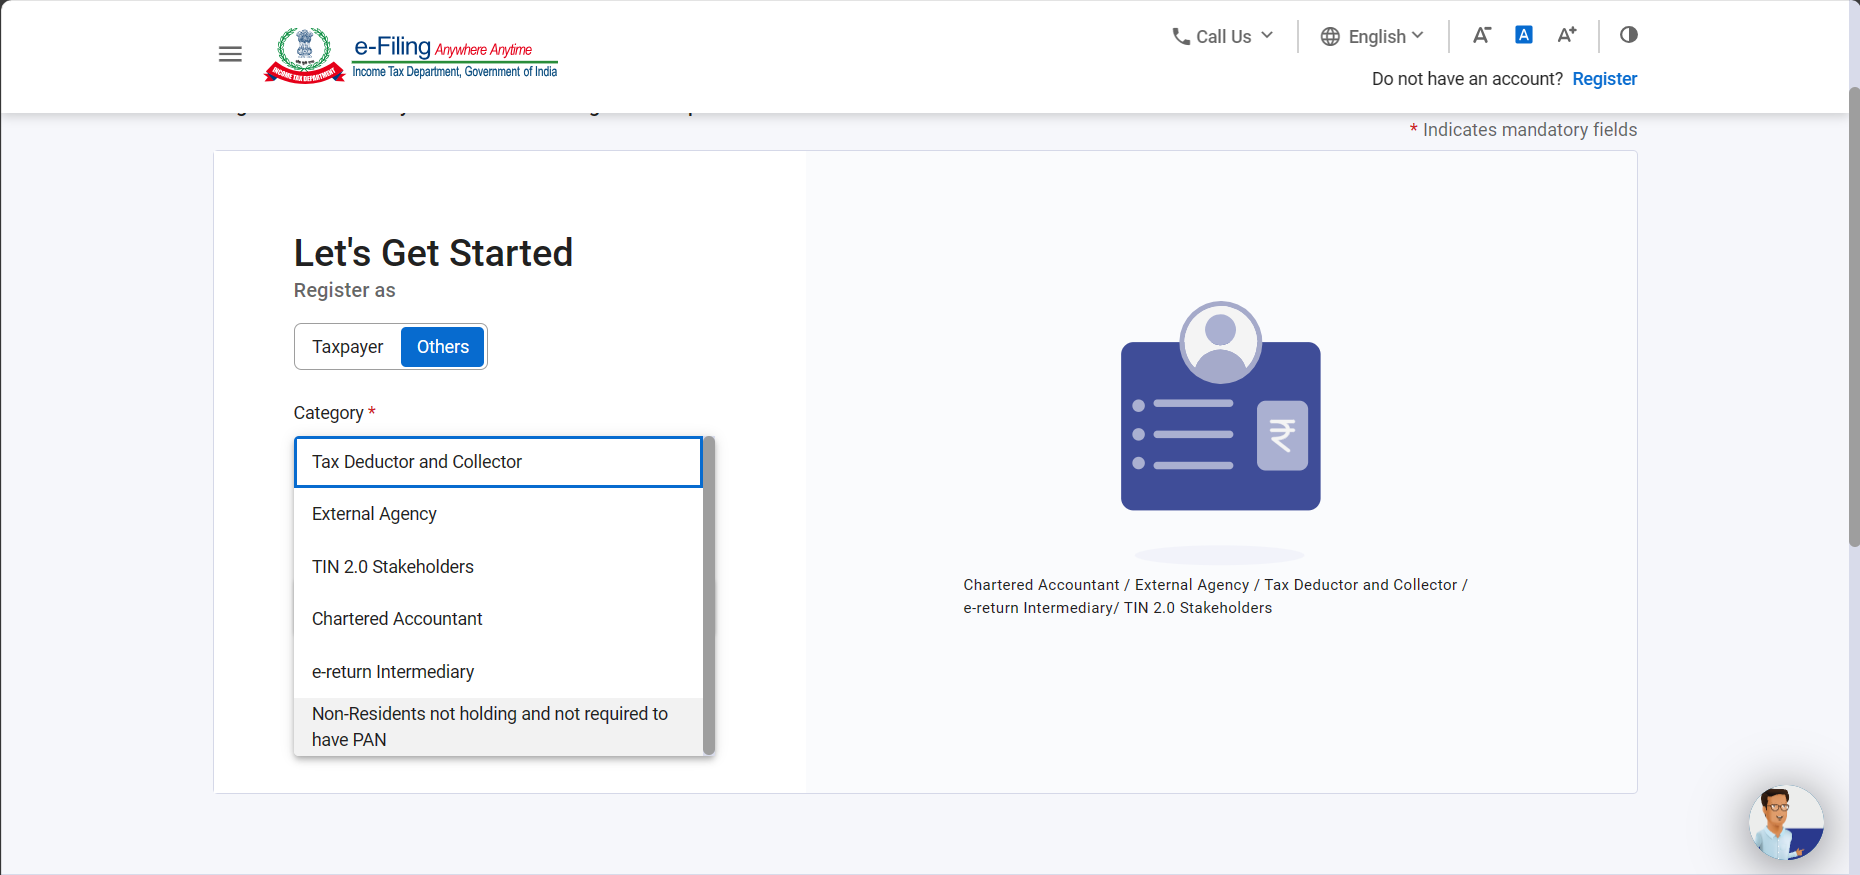 e-Filing Anywhere Anytime
Income Tax Department, Government of India
INCOME TAX DEPARTMENT
Call Us
English
A-
A
A+
Do not have an account? Register
* Indicates mandatory fields
Let's Get Started
Register as
Taxpayer
Others
Category *
Tax Deductor and Collector
External Agency
TIN 2.0 Stakeholders
Chartered Accountant
e-return Intermediary
Non-Residents not holding and not required to
have PAN
₹
Chartered Accountant / External Agency / Tax Deductor and Collector /
e-return Intermediary/ TIN 2.0 Stakeholders